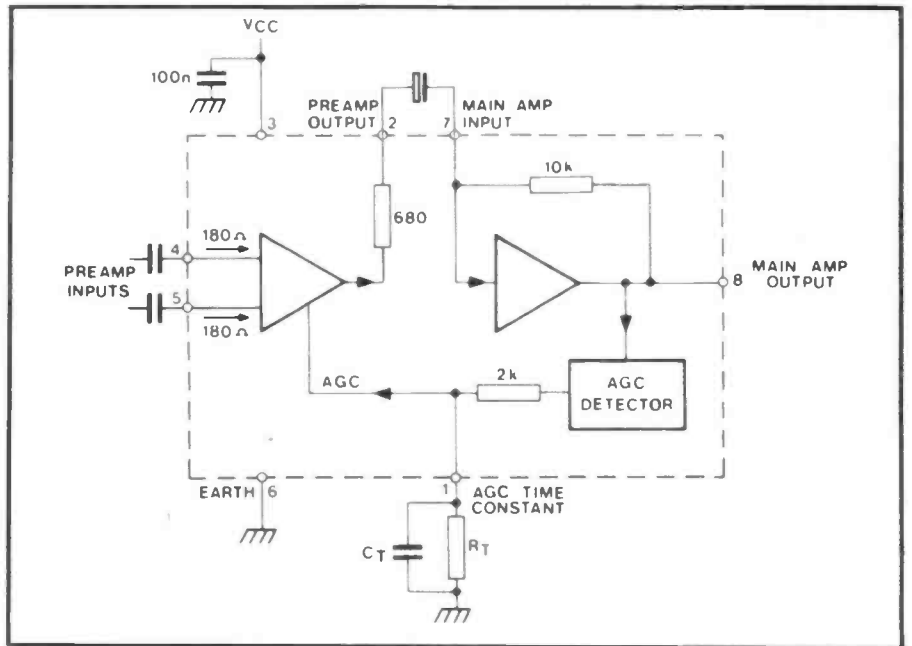 VCC
100n
3
PREAMP
OUTPUT
2
7
MAIN AMP
INPUT
10k
680
4
180Ω
PREAMP
INPUTS
5
180Ω
8
MAIN AMP
OUTPUT
AGC
2k
AGC
DETECTOR
EARTH
6
1
AGC TIME
CONSTANT
CT
RT